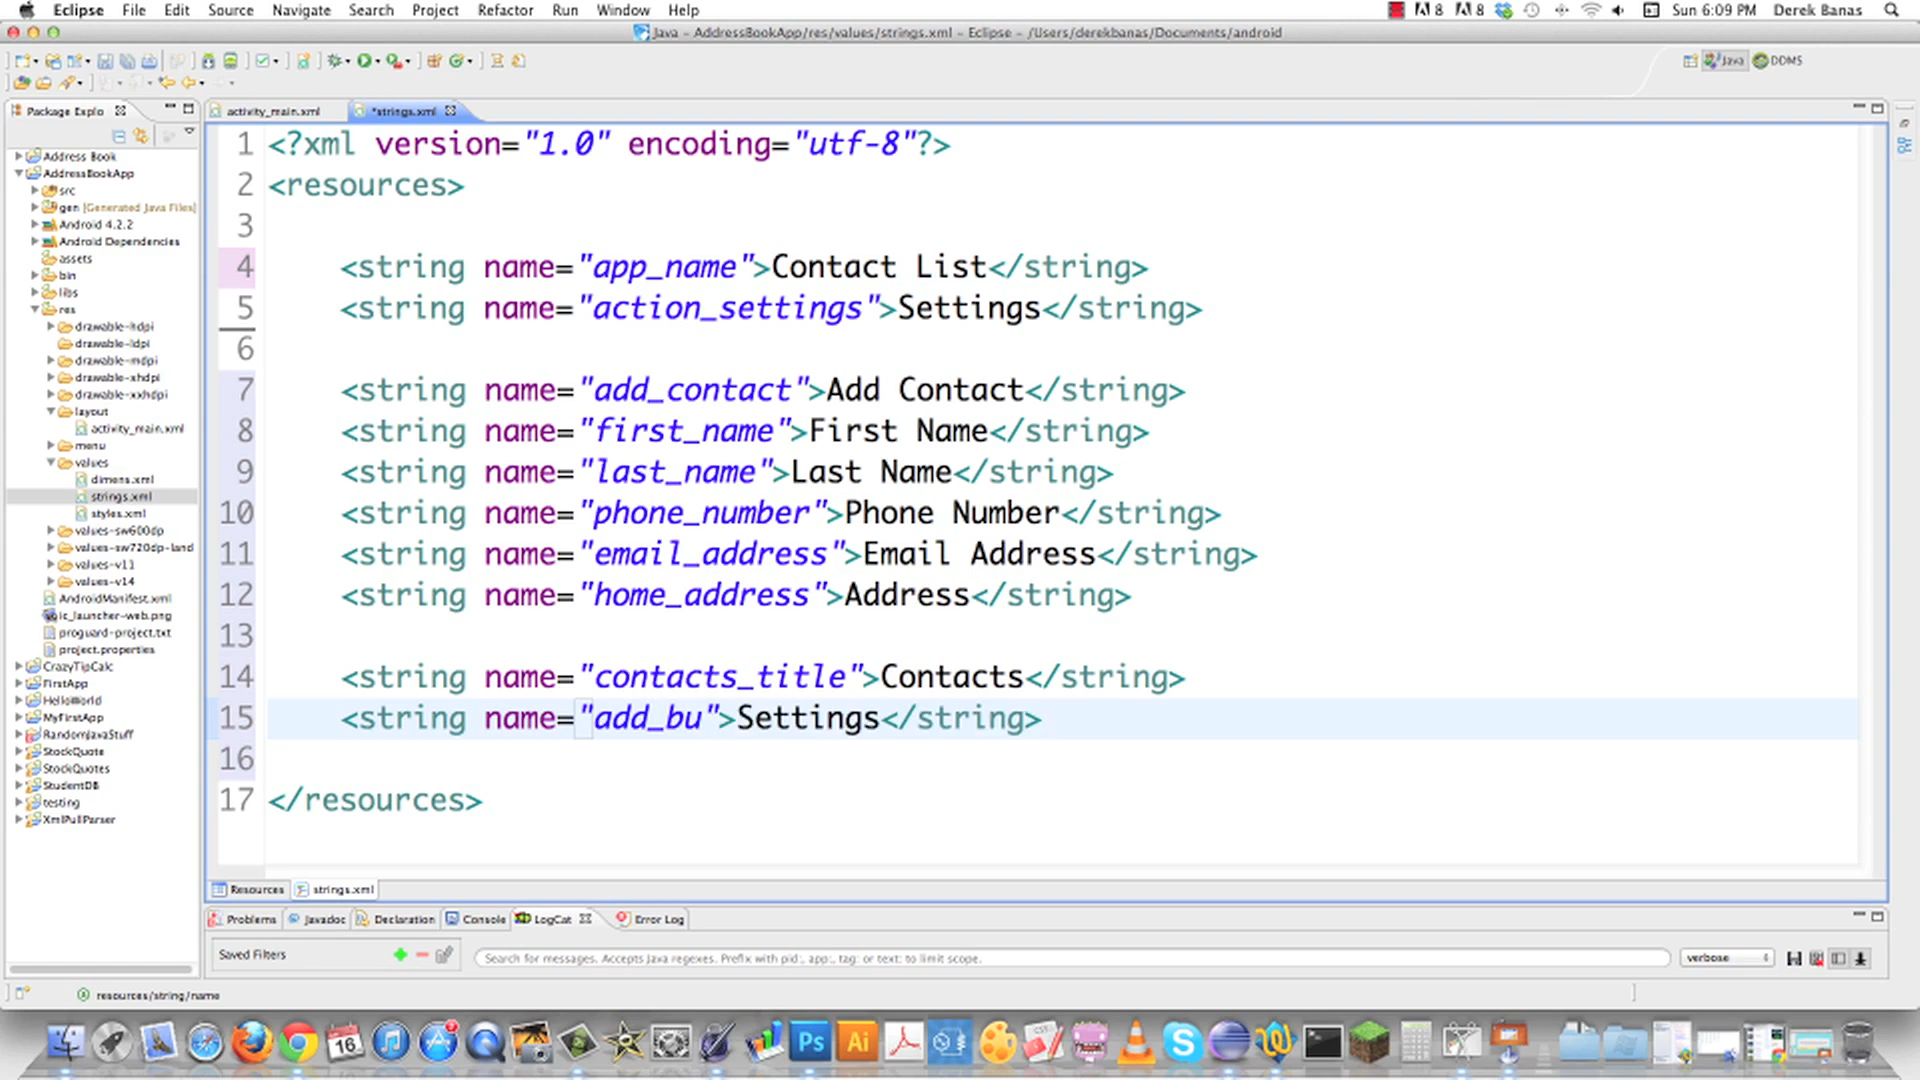 Eclipse File Edit Source Navigate Search Project Refactor Run Window Help
8 8 Sun 6:09 PM Derek Banas
Java – AddressBookApp/res/values/strings.xml – Eclipse – /Users/derekbanas/Documents/android
Java DDMS
Package Explo
activity_main.xml
*strings.xml
Address Book
AddressBookApp
src
gen [Generated Java Files]
Android 4.2.2
Android Dependencies
assets
bin
libs
res
drawable-hdpi
drawable-ldpi
drawable-mdpi
drawable-xhdpi
drawable-xxhdpi
layout
activity_main.xml
menu
values
dimens.xml
strings.xml
styles.xml
values-sw600dp
values-sw720dp-land
values-v11
values-v14
AndroidManifest.xml
ic_launcher-web.png
proguard-project.txt
project.properties
CrazyTipCalc
FirstApp
HelloWorld
MyFirstApp
RandomJavaStuff
StockQuote
StockQuotes
StudentDB
testing
XmlPullParser
1 <?xml version="1.0" encoding="utf-8"?>
2 <resources>
3
4 <string name="app_name">Contact List</string>
5 <string name="action_settings">Settings</string>
6
7 <string name="add_contact">Add Contact</string>
8 <string name="first_name">First Name</string>
9 <string name="last_name">Last Name</string>
10 <string name="phone_number">Phone Number</string>
11 <string name="email_address">Email Address</string>
12 <string name="home_address">Address</string>
13
14 <string name="contacts_title">Contacts</string>
15 <string name="add_bu">Settings</string>
16
17 </resources>
Resources strings.xml
Problems Javadoc Declaration Console LogCat Error Log
Saved Filters
Search for messages. Accepts Java regexes. Prefix with pid:, app:, tag: or text: to limit scope.
verbose
resources/string/name
16
Ps
Ai